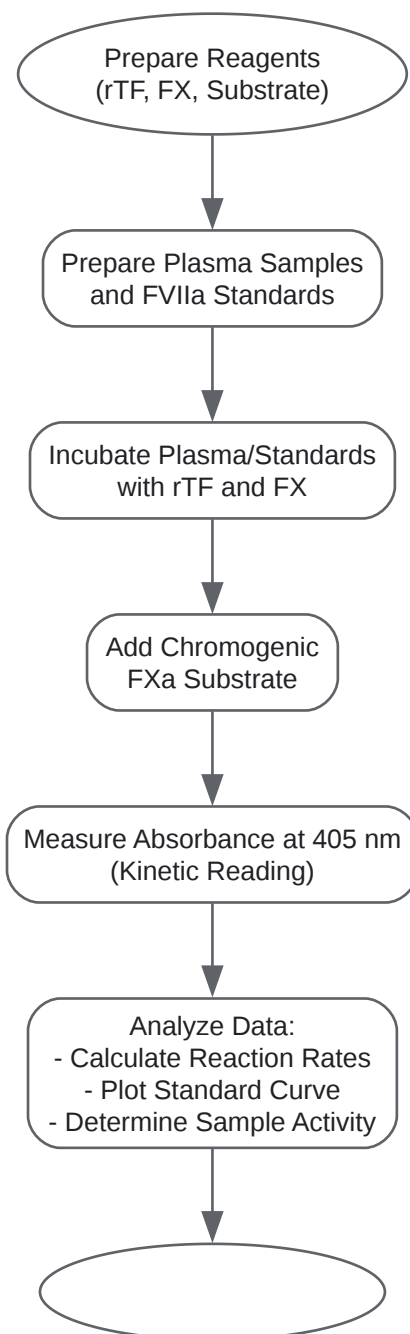 Prepare Reagents
(rTF, FX, Substrate)
Prepare Plasma Samples
and FVIIa Standards
Incubate Plasma/Standards
with rTF and FX
Add Chromogenic
FXa Substrate
Measure Absorbance at 405 nm
(Kinetic Reading)
Analyze Data:
- Calculate Reaction Rates
- Plot Standard Curve
- Determine Sample Activity